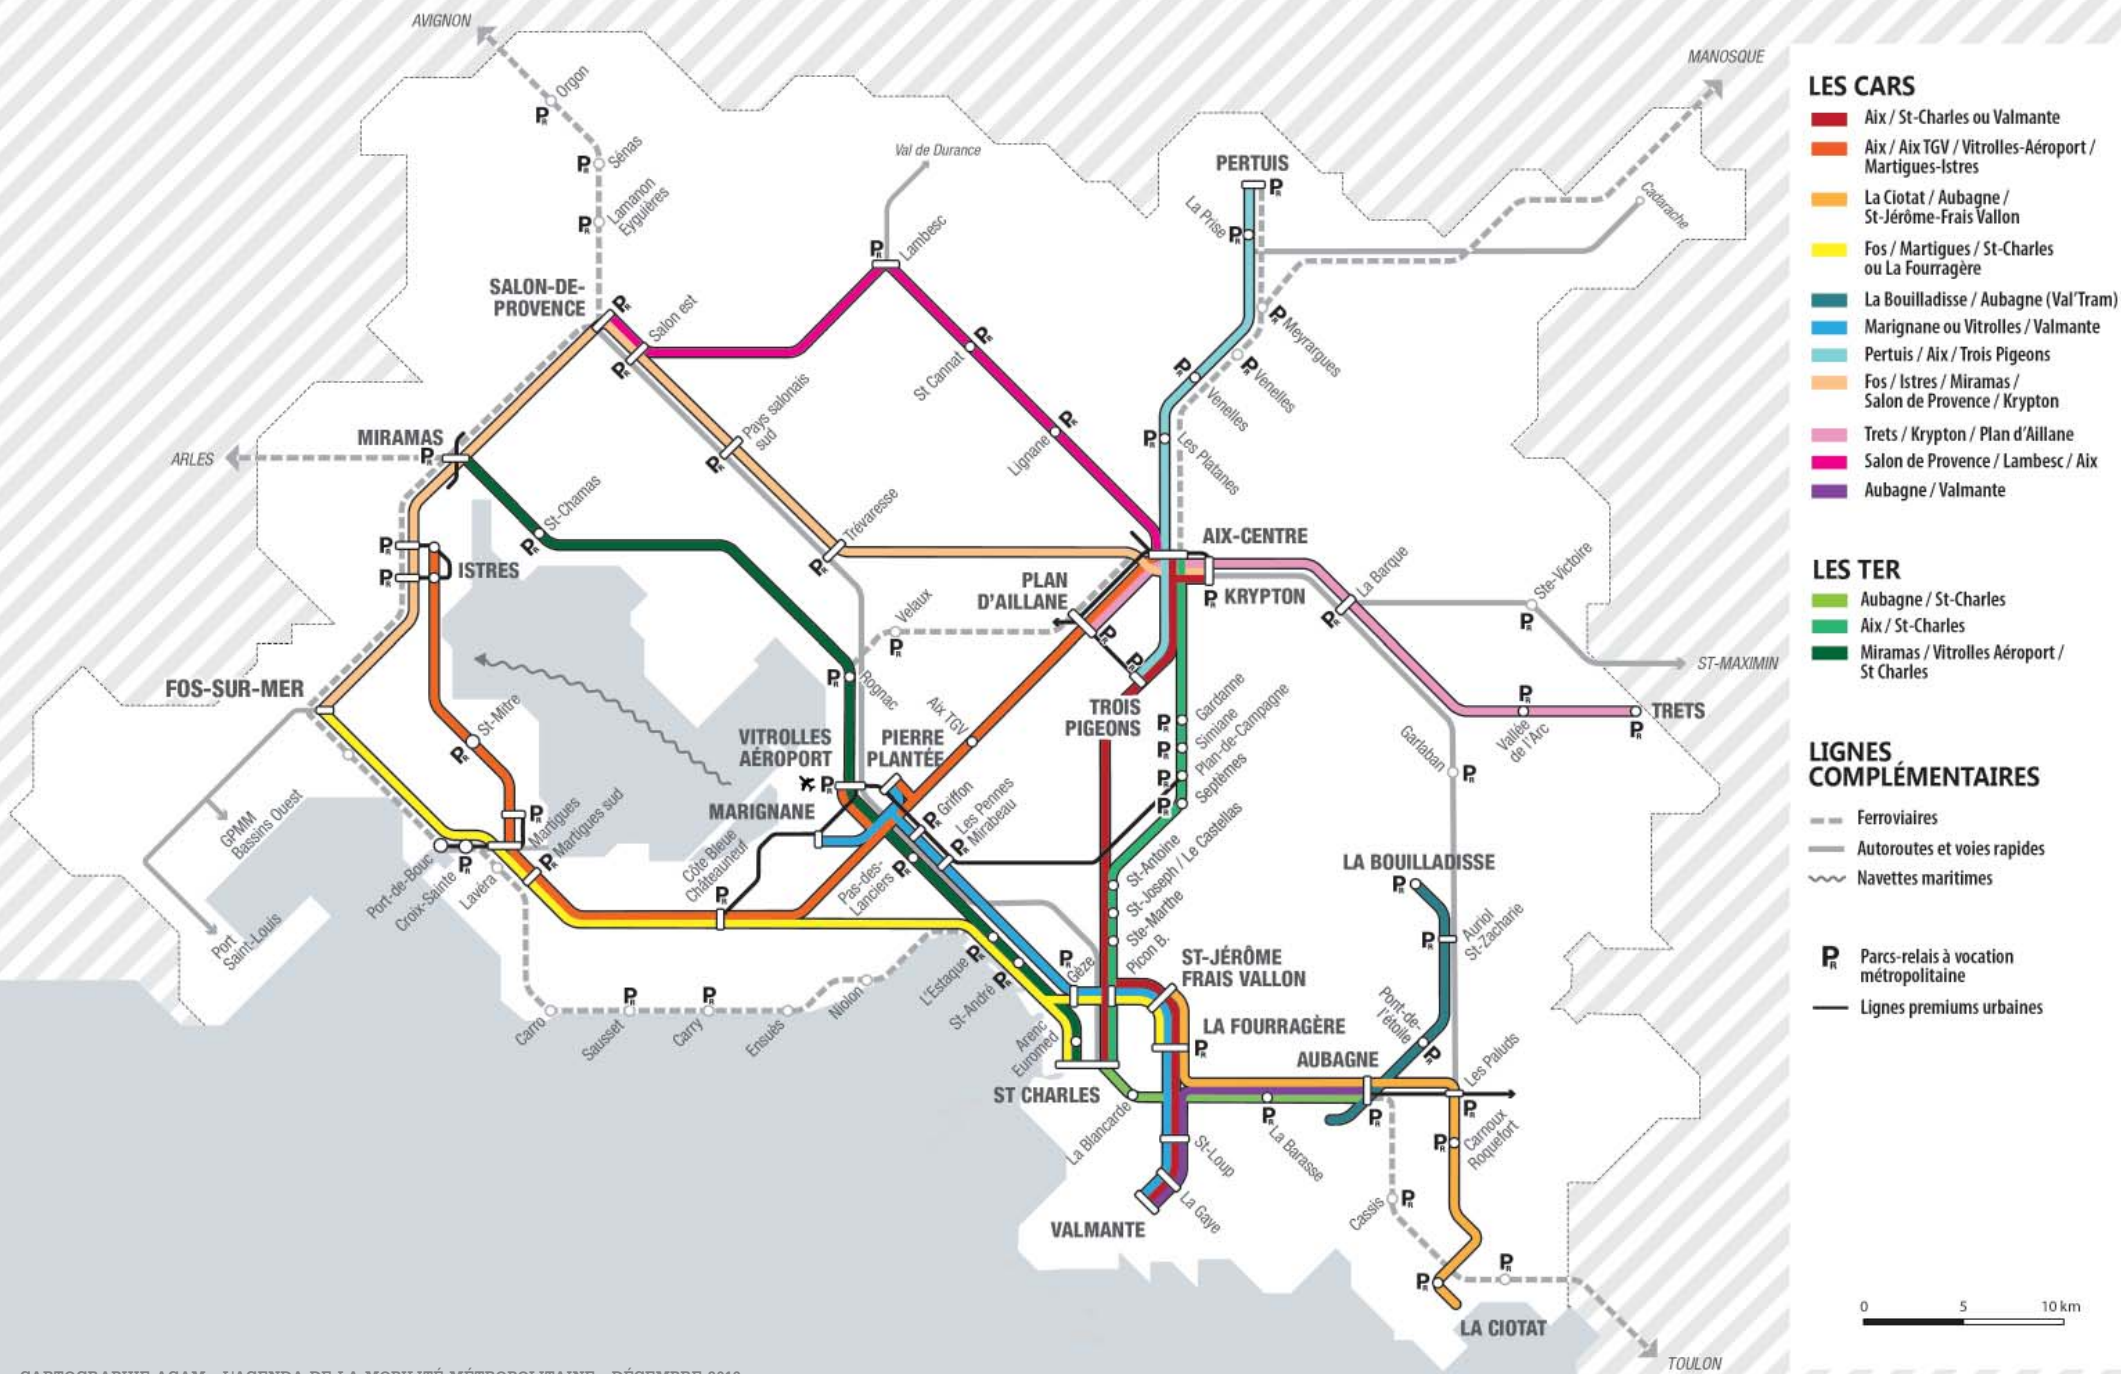 AVIGNON
MANOSQUE
Orgon
Sénas
Lamanon
Eyguières
Val de Durance
PERTUIS
La Prise
Cadarache
Lambesc
SALON-DE-
PROVENCE
Salon est
St Cannat
Meyrargues
Venelles
Venelles
Pays salonais
sud
Lignane
Les Platanes
MIRAMAS
ARLES
St-Chamas
Trévaresse
AIX-CENTRE
ISTRES
PLAN
D'AILLANE
KRYPTON
La Barque
Ste-Victoire
Velaux
ST-MAXIMIN
FOS-SUR-MER
Rognac
St-Mitre
Aix TGV
TROIS
PIGEONS
Gardanne
Simiane
Plan-de-Campagne
Septèmes
Vallée
de l'Arc
TRETS
Garlaban
VITROLLES
AÉROPORT
PIERRE
PLANTÉE
MARIGNANE
Griffon
Les Pennes
Mirabeau
GPMM
Bassins Ouest
Martigues
Martigues sud
Port-de-Bouc
Croix-Sainte
Lavéra
Côte Bleue
Châteauneuf
Pas-des-
Lanciers
St-Antoine
St-Joseph / Le Castellas
Ste-Marthe
Picon B.
LA BOUILLADISSE
Auriol
St-Zacharie
Port
Saint-Louis
L'Estaque
St-André
Gèze
ST-JÉRÔME
FRAIS VALLON
LA FOURRAGÈRE
Pont-de-
l'étoile
Carro
Sausset
Carry
Ensuès
Niolon
Arenc
Euromed
AUBAGNE
Les Paluds
ST CHARLES
La Blancarde
St-Loup
La Barasse
Carnoux
Roquefort
La Gaye
VALMANTE
Cassis
LA CIOTAT
TOULON
LES CARS
Aix / St-Charles ou Valmante
Aix / Aix TGV / Vitrolles-Aéroport /
Martigues-Istres
La Ciotat / Aubagne /
St-Jérôme-Frais Vallon
Fos / Martigues / St-Charles
ou La Fourragère
La Bouilladisse / Aubagne (Val'Tram)
Marignane ou Vitrolles / Valmante
Pertuis / Aix / Trois Pigeons
Fos / Istres / Miramas /
Salon de Provence / Krypton
Trets / Krypton / Plan d'Aillane
Salon de Provence / Lambesc / Aix
Aubagne / Valmante
LES TER
Aubagne / St-Charles
Aix / St-Charles
Miramas / Vitrolles Aéroport /
St Charles
LIGNES
COMPLÉMENTAIRES
Ferroviaires
Autoroutes et voies rapides
Navettes maritimes
PR Parcs-relais à vocation
métropolitaine
Lignes premiums urbaines
0 5 10 km